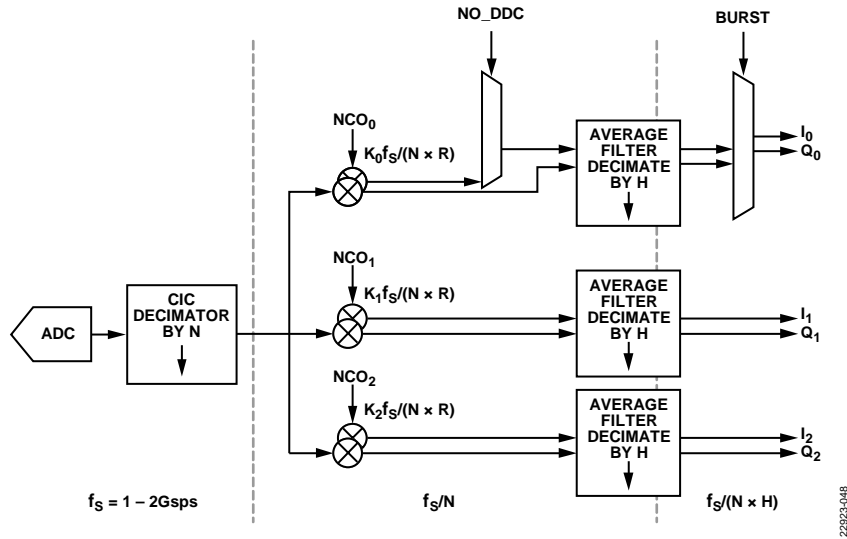 NO_DDC
BURST
NCO0
K0fS/(N × R)
AVERAGE
FILTER
DECIMATE
BY H
I0
Q0
NCO1
K1fS/(N × R)
CIC
DECIMATOR
BY N
ADC
AVERAGE
FILTER
DECIMATE
BY H
I1
Q1
NCO2
K2fS/(N × R)
AVERAGE
FILTER
DECIMATE
BY H
I2
Q2
fS = 1 – 2Gsps
fS/N
fS/(N × H)
22923-048